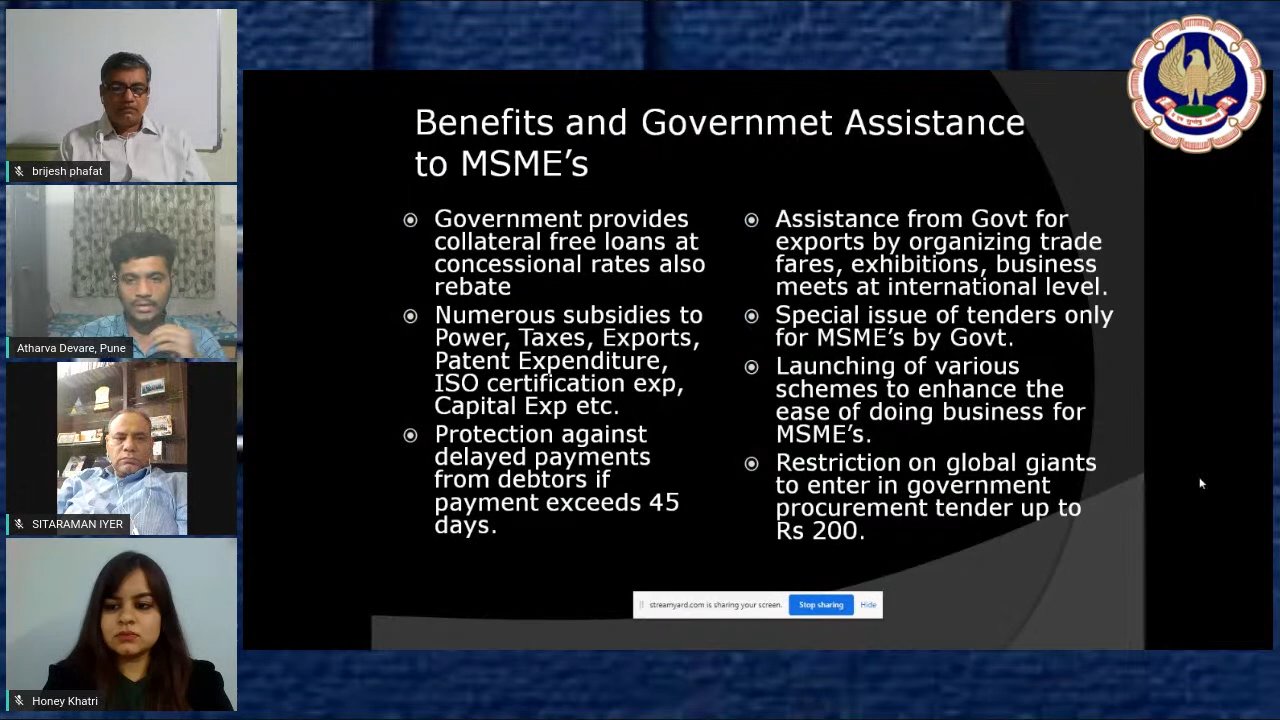 brijesh phafat
Atharva Devare, Pune
SITARAMAN IYER
Honey Khatri
Benefits and Governmet Assistance
to MSME’s
Government provides
collateral free loans at
concessional rates also
rebate
Numerous subsidies to
Power, Taxes, Exports,
Patent Expenditure,
ISO certification exp,
Capital Exp etc.
Protection against
delayed payments
from debtors if
payment exceeds 45
days.
Assistance from Govt for
exports by organizing trade
fares, exhibitions, business
meets at international level.
Special issue of tenders only
for MSME’s by Govt.
Launching of various
schemes to enhance the
ease of doing business for
MSME’s.
Restriction on global giants
to enter in government
procurement tender up to
Rs 200.
streamyard.com is sharing your screen. Stop sharing Hide